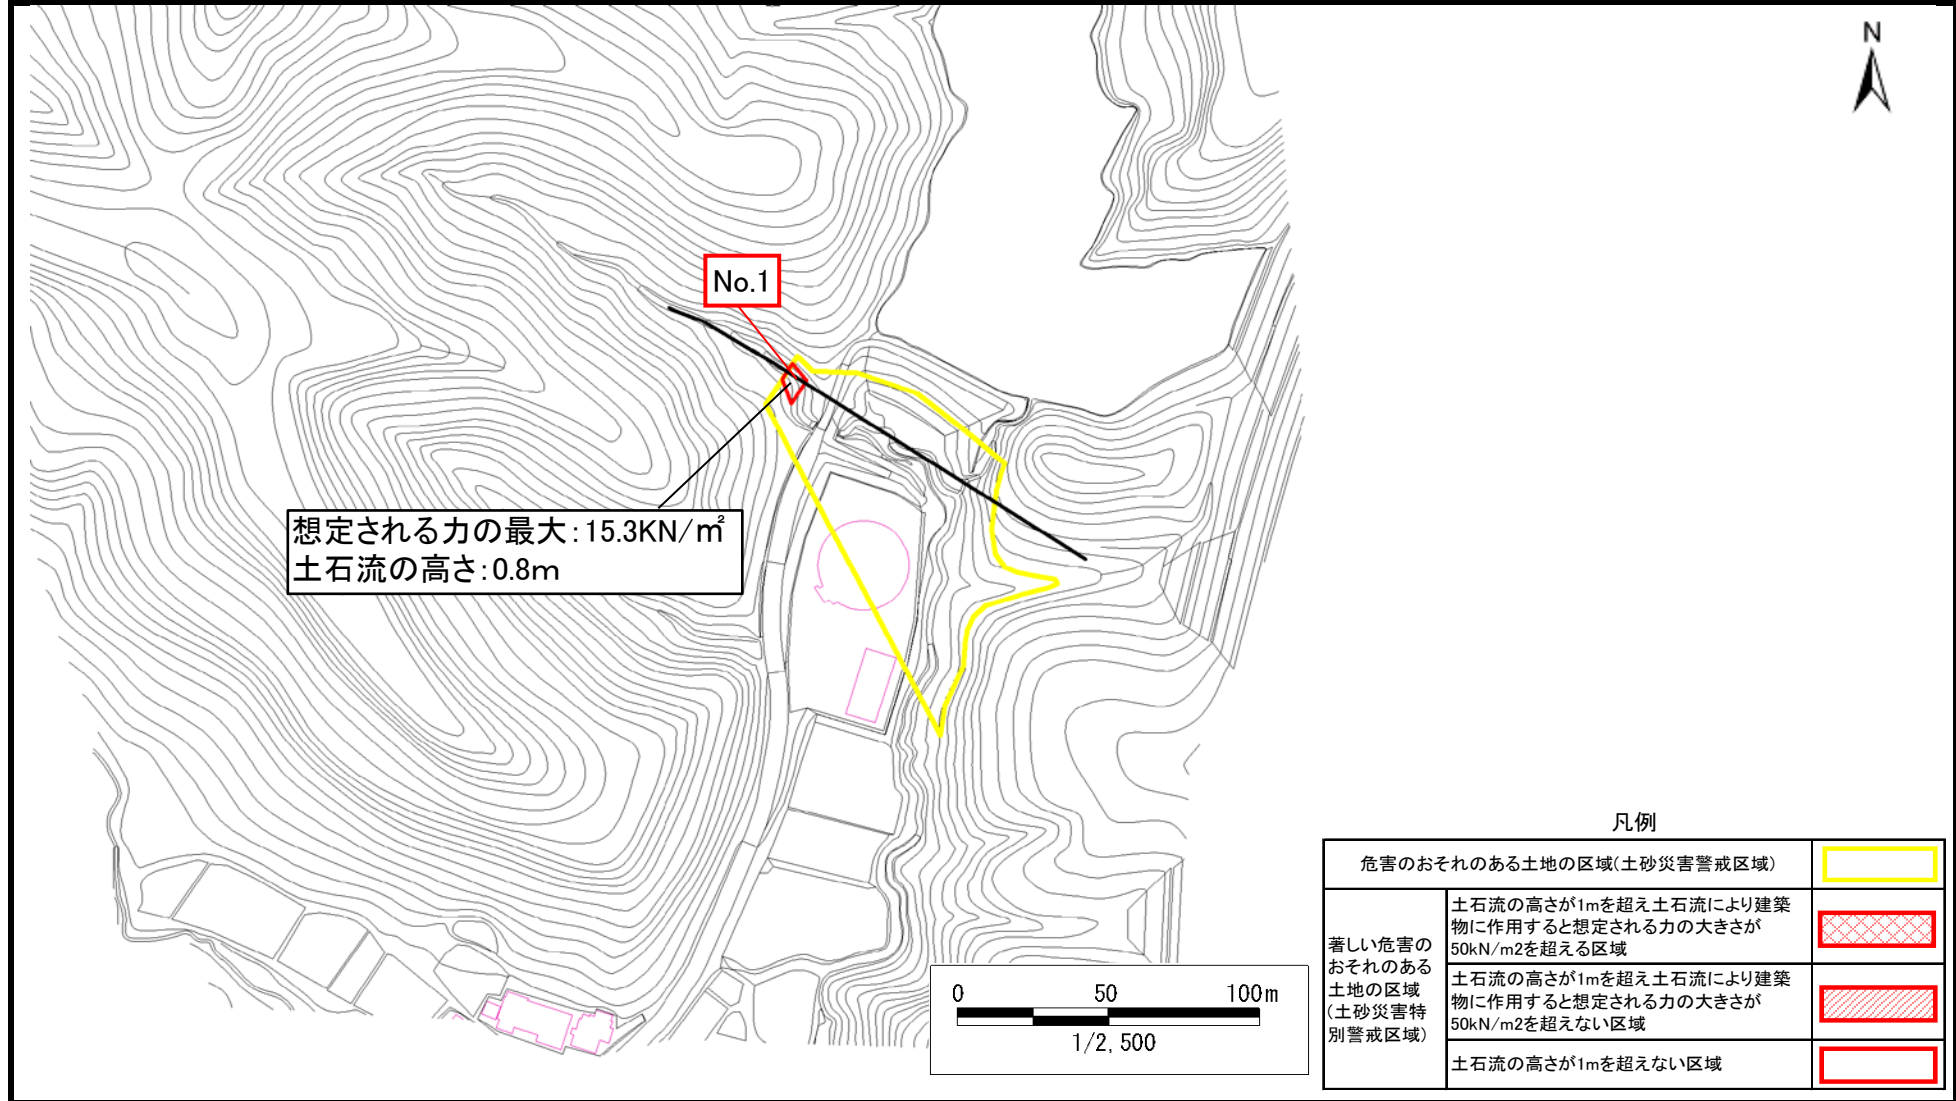 N
No.1
想定される力の最大:15.3KN/㎡
土石流の高さ:0.8m
凡例
危害のおそれのある土地の区域(土砂災害警戒区域)
著しい危害の
おそれのある
土地の区域
(土砂災害特
別警戒区域)
土石流の高さが1mを超え土石流により建築
物に作用すると想定される力の大きさが
50kN/m2を超える区域
土石流の高さが1mを超え土石流により建築
物に作用すると想定される力の大きさが
50kN/m2を超えない区域
土石流の高さが1mを超えない区域
0 50 100m
1/2,500